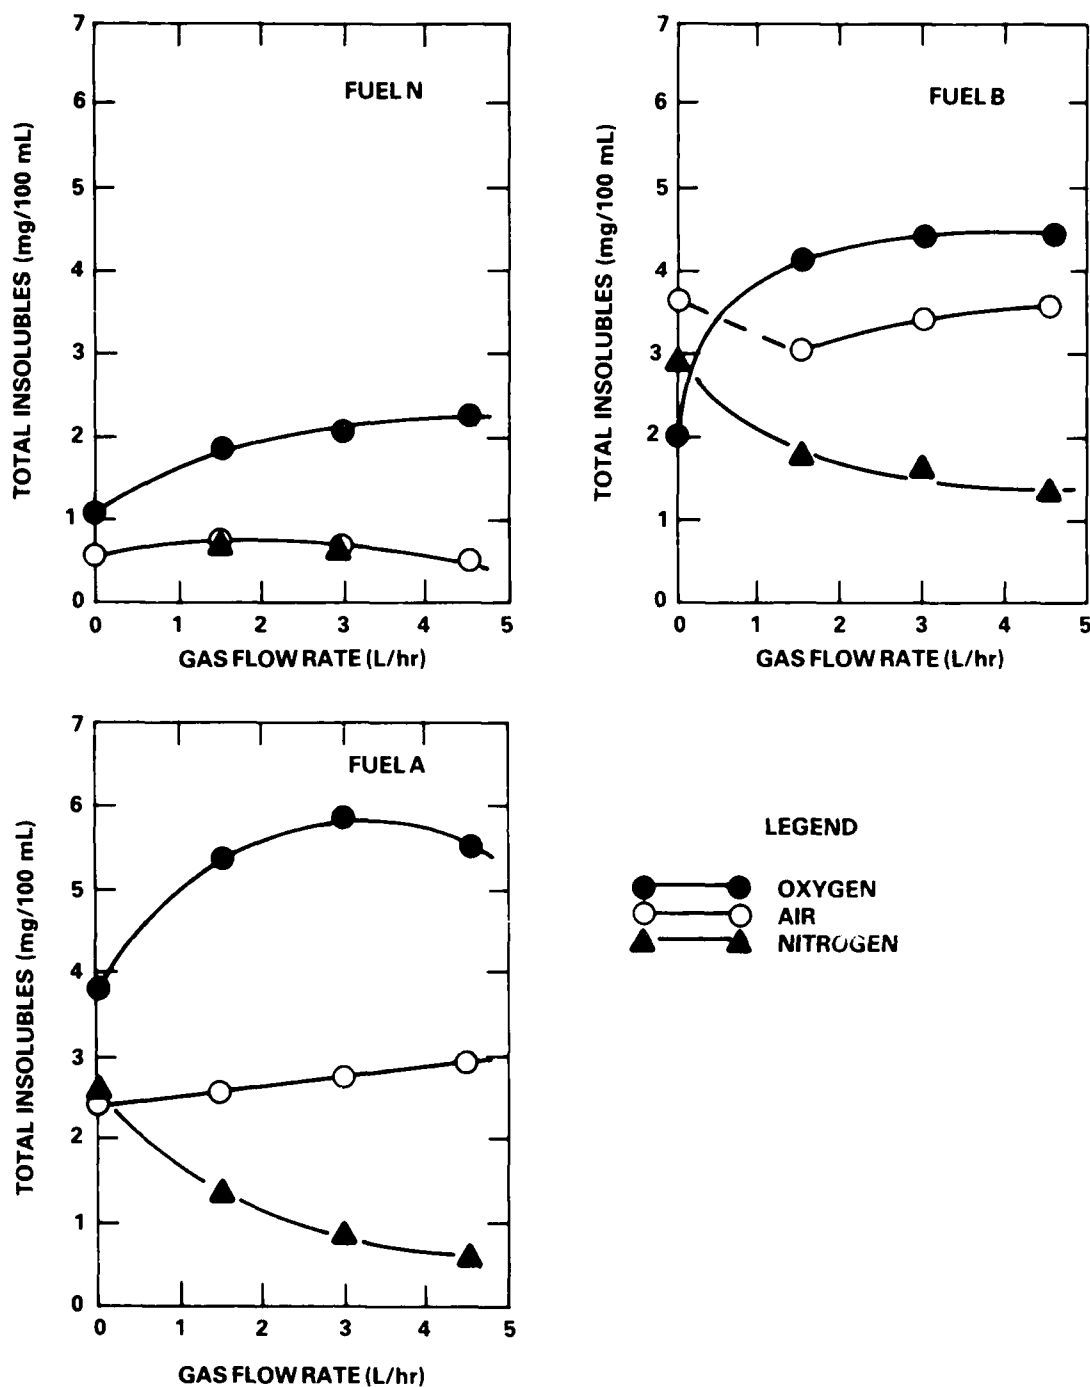 7
6
5
4
3
2
1
0
TOTAL INSOLUBLES (mg/100 mL)
FUEL N
0 1 2 3 4 5
GAS FLOW RATE (L/hr)
7
6
5
4
3
2
1
0
TOTAL INSOLUBLES (mg/100 mL)
FUEL B
0 1 2 3 4 5
GAS FLOW RATE (L/hr)
7
6
5
4
3
2
1
0
TOTAL INSOLUBLES (mg/100 mL)
FUEL A
0 1 2 3 4 5
GAS FLOW RATE (L/hr)
LEGEND
OXYGEN
AIR
NITROGEN